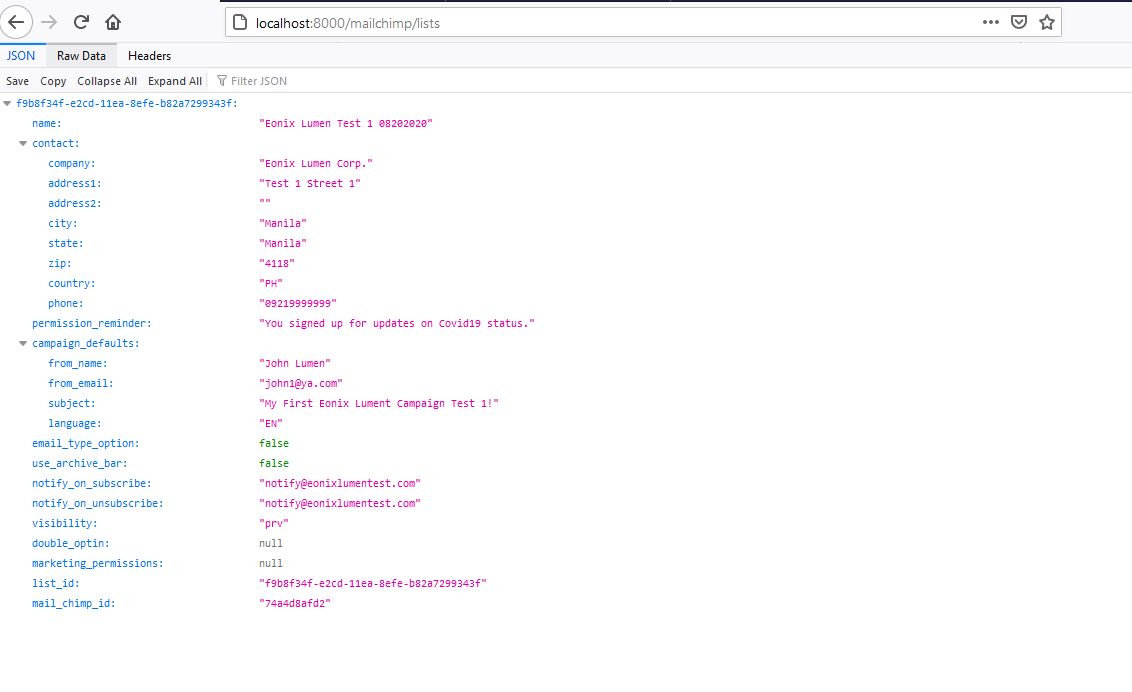 localhost:8000/mailchimp/lists
JSON Raw Data Headers
Save Copy Collapse All Expand All Filter JSON
f9b8f34f-e2cd-11ea-8efe-b82a7299343f:
name: "Eonix Lumen Test 1 08202020"
contact:
company: "Eonix Lumen Corp."
address1: "Test 1 Street 1"
address2: ""
city: "Manila"
state: "Manila"
zip: "4118"
country: "PH"
phone: "09219999999"
permission_reminder: "You signed up for updates on Covid19 status."
campaign_defaults:
from_name: "John Lumen"
from_email: "john1@ya.com"
subject: "My First Eonix Lument Campaign Test 1!"
language: "EN"
email_type_option: false
use_archive_bar: false
notify_on_subscribe: "notify@eonixlumentest.com"
notify_on_unsubscribe: "notify@eonixlumentest.com"
visibility: "prv"
double_optin: null
marketing_permissions: null
list_id: "f9b8f34f-e2cd-11ea-8efe-b82a7299343f"
mail_chimp_id: "74a4d8afd2"